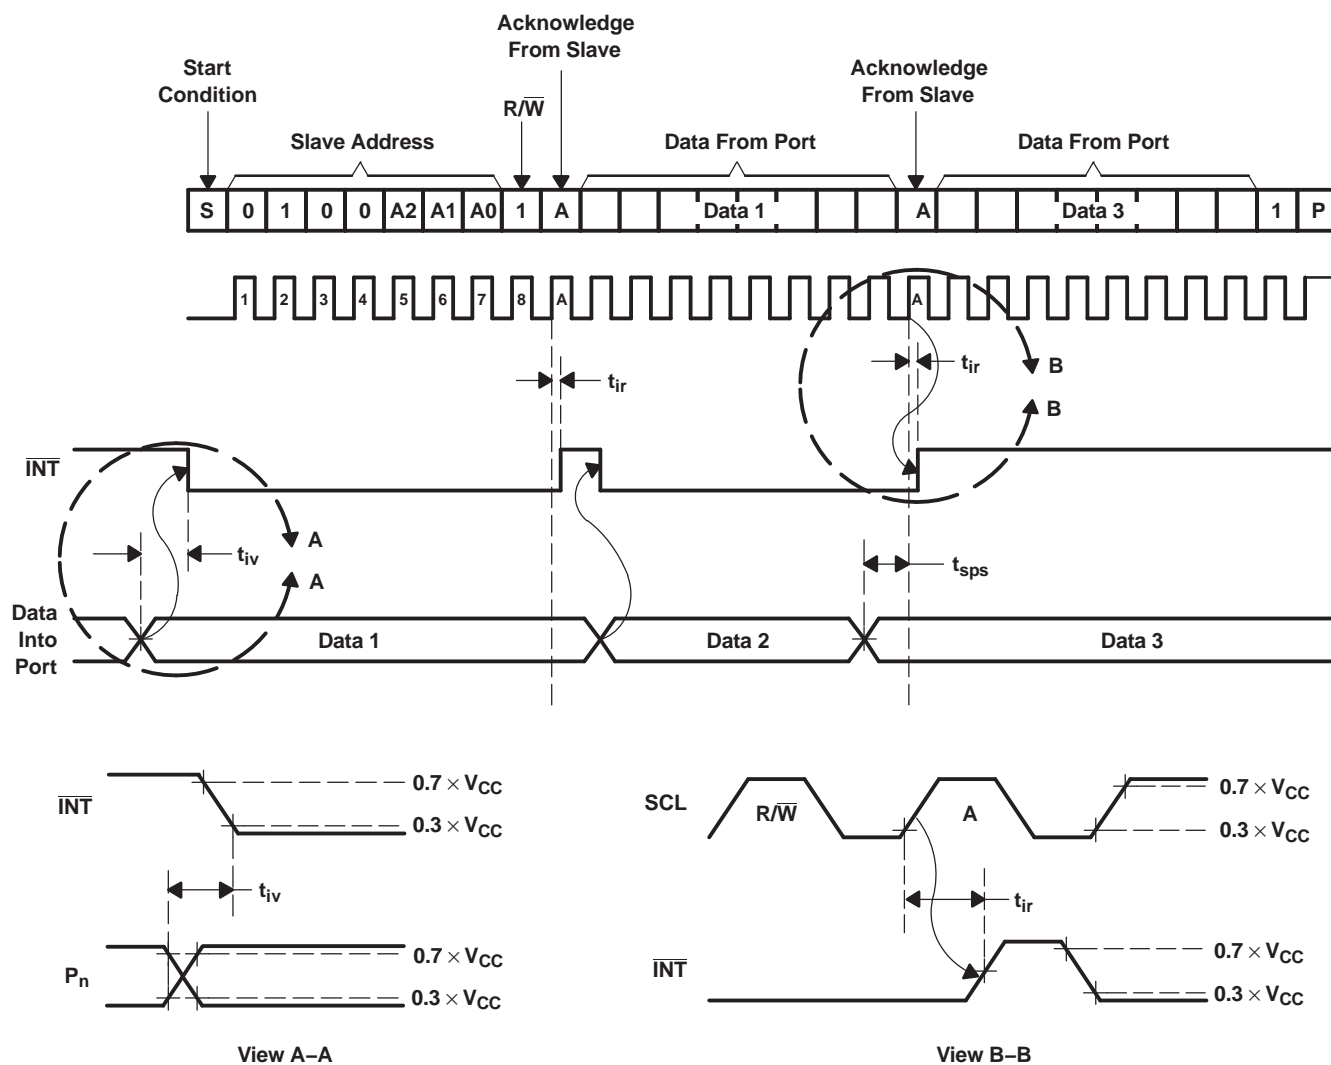 Acknowledge
From Slave
Start
Condition
R/W̅
Acknowledge
From Slave
Slave Address
Data From Port
Data From Port
S 0 1 0 0 A2 A1 A0 1 A Data 1 A Data 3 1 P
1 2 3 4 5 6 7 8 A A
tir
tir
B
B
I̅N̅T̅
tiv
A
A
tsps
Data
Into
Port
Data 1
Data 2
Data 3
I̅N̅T̅
0.7 × VCC
0.3 × VCC
tiv
Pn
0.7 × VCC
0.3 × VCC
View A–A
SCL
R/W̅
A
0.7 × VCC
0.3 × VCC
tir
I̅N̅T̅
0.7 × VCC
0.3 × VCC
View B–B